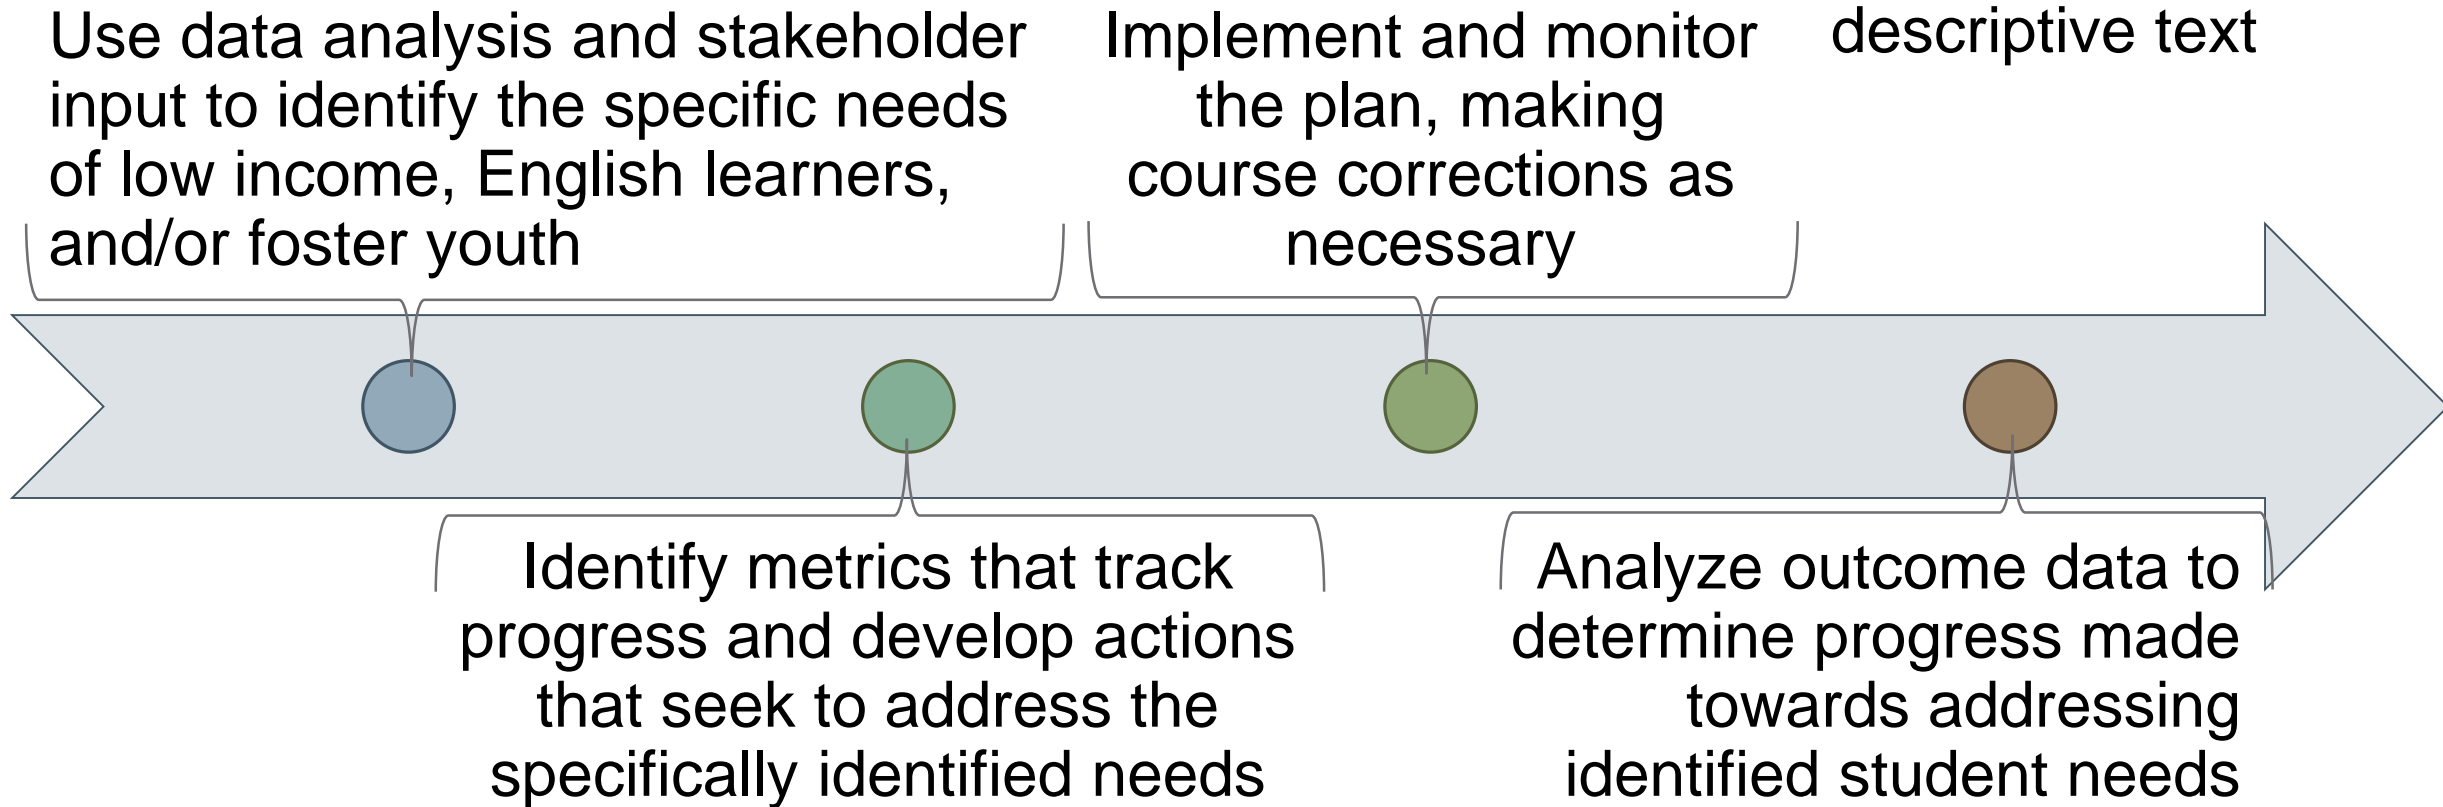 Use data analysis and stakeholder
input to identify the specific needs
of low income, English learners,
and/or foster youth
Identify metrics that track
progress and develop actions
that seek to address the
specifically identified needs
Implement and monitor
the plan, making
course corrections as
necessary
descriptive text
Analyze outcome data to
determine progress made
towards addressing
identified student needs